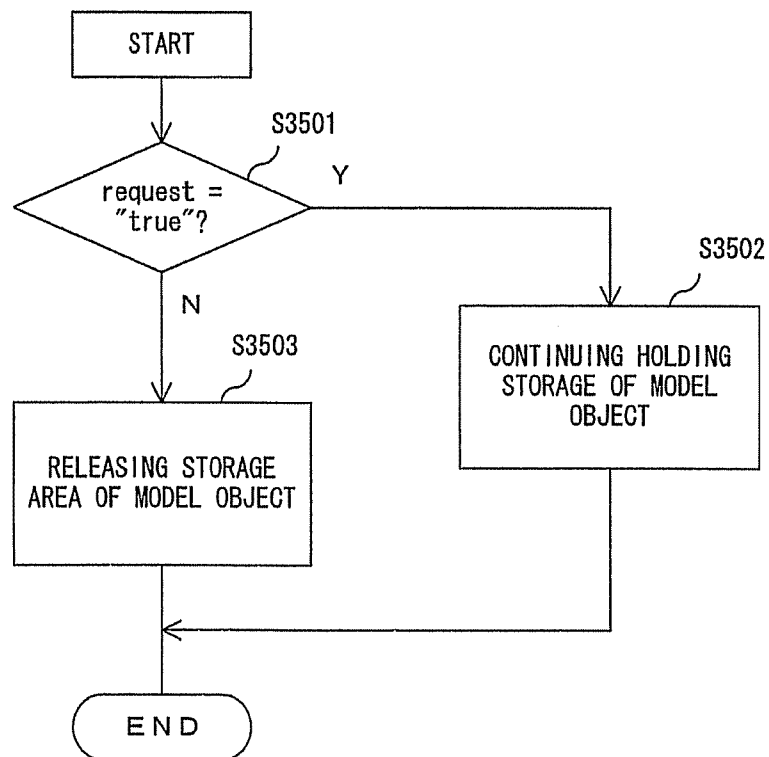 START
S3501
request =
"true"?
Y
N
S3502
CONTINUING HOLDING
STORAGE OF MODEL
OBJECT
S3503
RELEASING STORAGE
AREA OF MODEL OBJECT
END